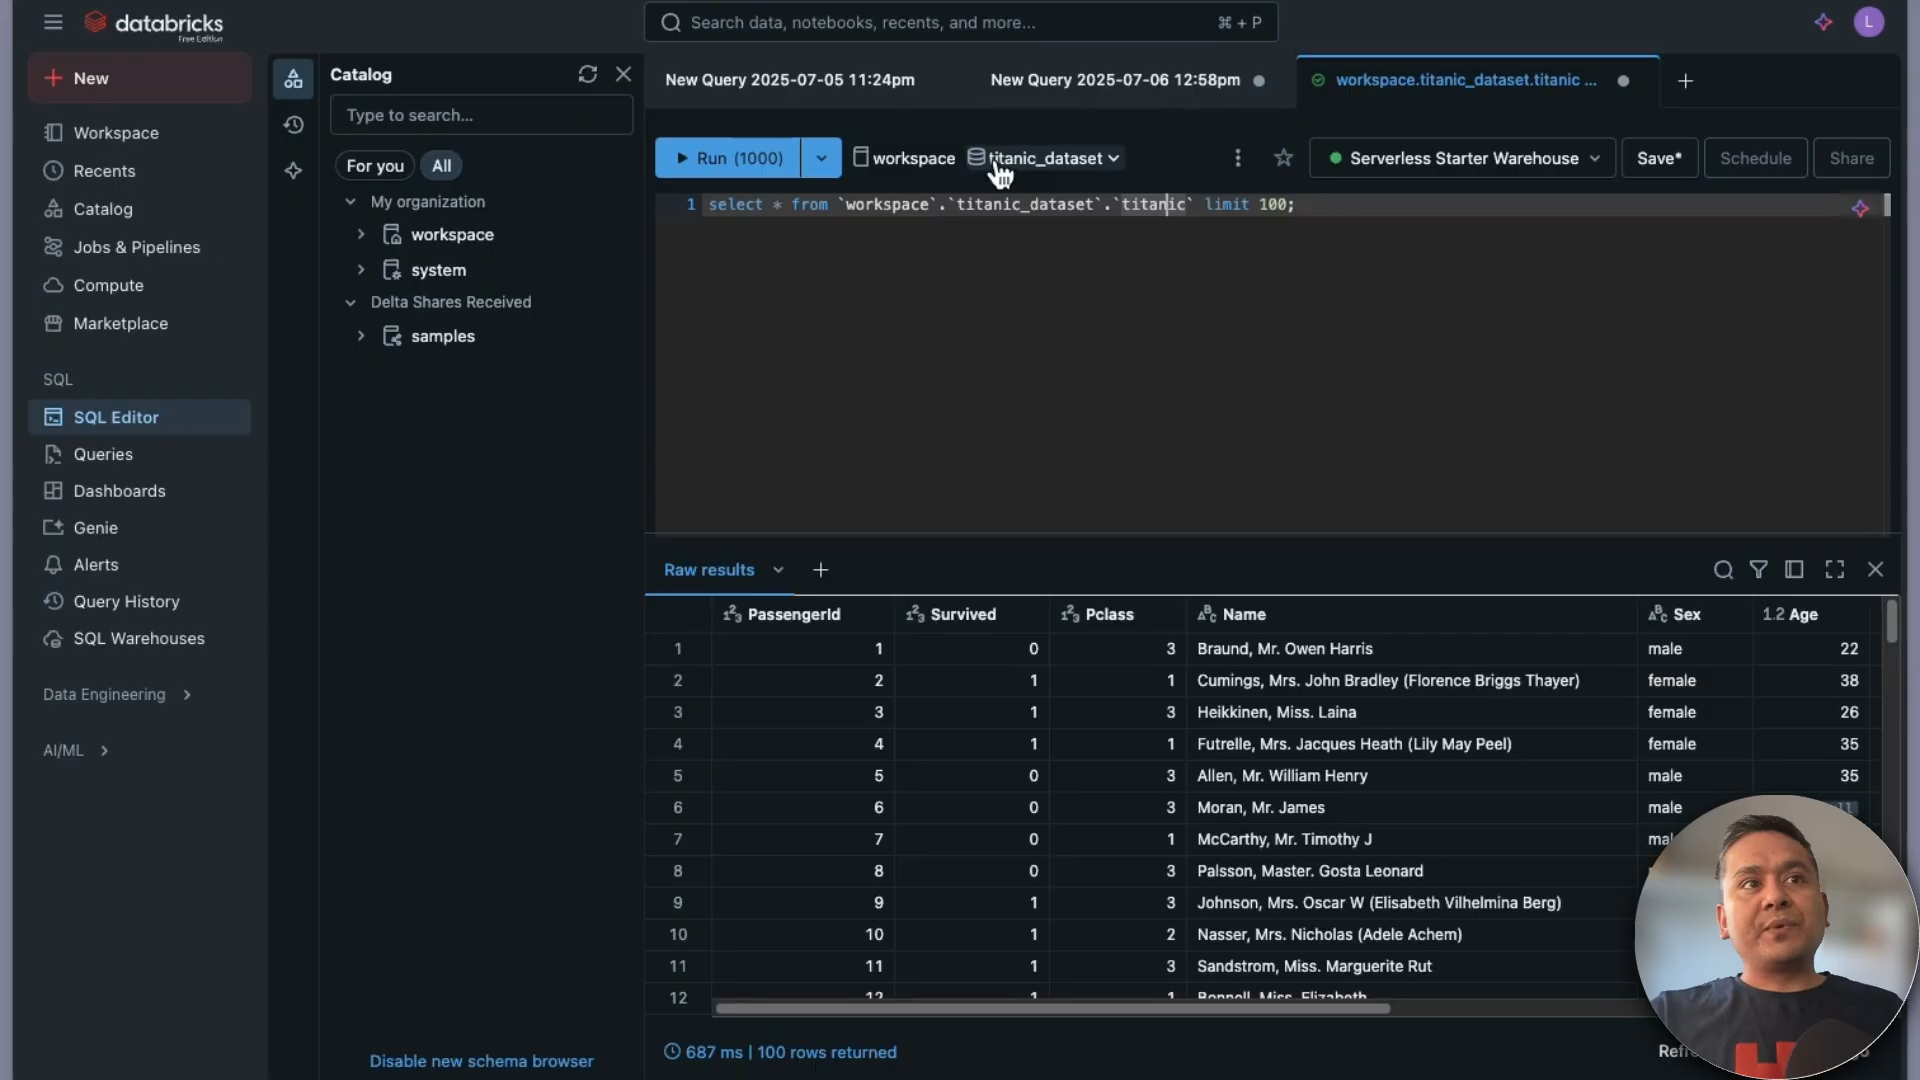 databricks
Free Edition
Search data, notebooks, recents, and more...
⌘ + P
L
New
Workspace
Recents
Catalog
Jobs & Pipelines
Compute
Marketplace
SQL
SQL Editor
Queries
Dashboards
Genie
Alerts
Query History
SQL Warehouses
Data Engineering
AI/ML
Catalog
Type to search...
For you
All
My organization
workspace
system
Delta Shares Received
samples
Disable new schema browser
New Query 2025-07-05 11:24pm
New Query 2025-07-06 12:58pm
workspace.titanic_dataset.titanic ...
Run (1000)
workspace
titanic_dataset
Serverless Starter Warehouse
Save*
Schedule
Share
1 select * from `workspace`.`titanic_dataset`.`titanic` limit 100;
Raw results
PassengerId Survived Pclass Name Sex 1.2 Age
1 1 0 3 Braund, Mr. Owen Harris male 22
2 2 1 1 Cumings, Mrs. John Bradley (Florence Briggs Thayer) female 38
3 3 1 3 Heikkinen, Miss. Laina female 26
4 4 1 1 Futrelle, Mrs. Jacques Heath (Lily May Peel) female 35
5 5 0 3 Allen, Mr. William Henry male 35
6 6 0 3 Moran, Mr. James male
7 7 0 1 McCarthy, Mr. Timothy J
8 8 0 3 Palsson, Master. Gosta Leonard
9 9 1 3 Johnson, Mrs. Oscar W (Elisabeth Vilhelmina Berg)
10 10 1 2 Nasser, Mrs. Nicholas (Adele Achem)
11 11 1 3 Sandstrom, Miss. Marguerite Rut
12 12 1 1 Bonnell, Miss. Elizabeth
687 ms | 100 rows returned